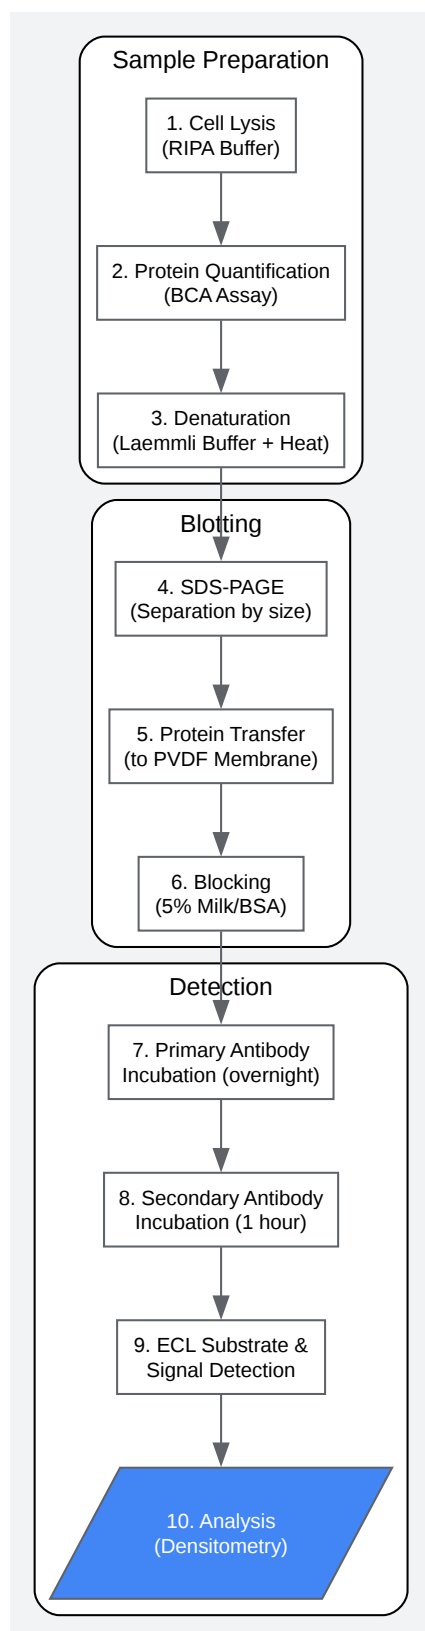 Sample Preparation
1. Cell Lysis
(RIPA Buffer)
2. Protein Quantification
(BCA Assay)
3. Denaturation
(Laemmli Buffer + Heat)
Blotting
4. SDS-PAGE
(Separation by size)
5. Protein Transfer
(to PVDF Membrane)
6. Blocking
(5% Milk/BSA)
Detection
7. Primary Antibody
Incubation (overnight)
8. Secondary Antibody
Incubation (1 hour)
9. ECL Substrate &
Signal Detection
10. Analysis
(Densitometry)